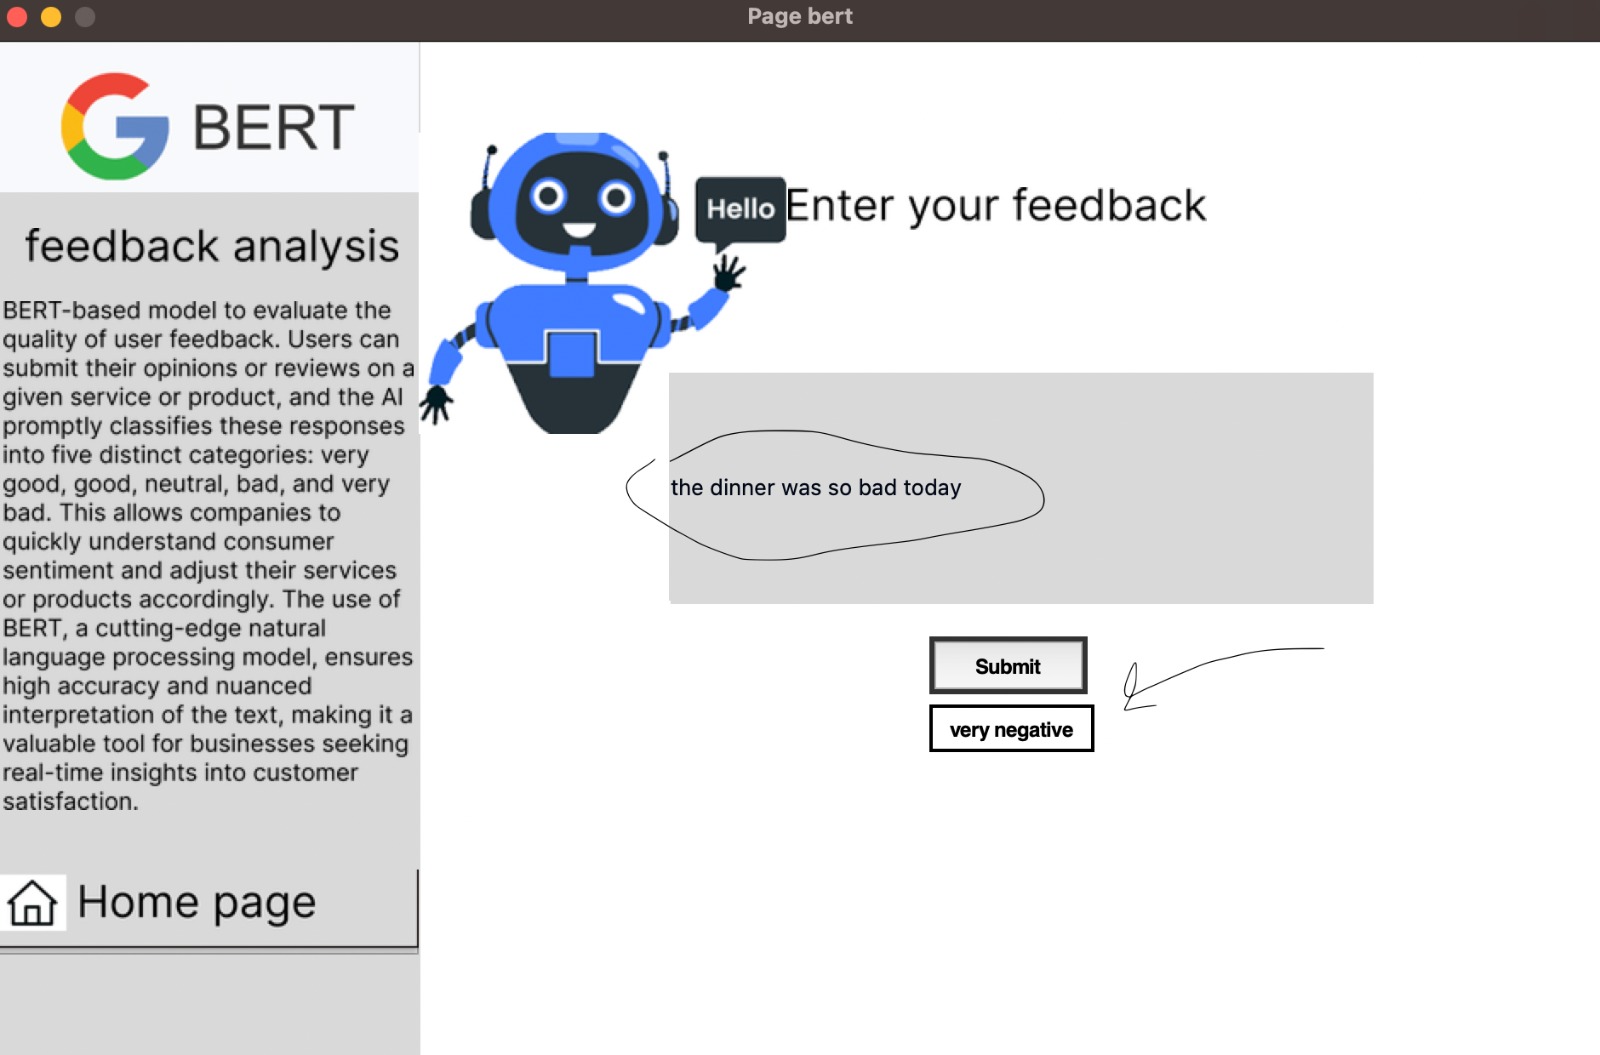 Page bert
BERT
feedback analysis
BERT-based model to evaluate the
quality of user feedback. Users can
submit their opinions or reviews on a
given service or product, and the AI
promptly classifies these responses
into five distinct categories: very
good, good, neutral, bad, and very
bad. This allows companies to
quickly understand consumer
sentiment and adjust their services
or products accordingly. The use of
BERT, a cutting-edge natural
language processing model, ensures
high accuracy and nuanced
interpretation of the text, making it a
valuable tool for businesses seeking
real-time insights into customer
satisfaction.
Home page
Hello
Enter your feedback
the dinner was so bad today
Submit
very negative